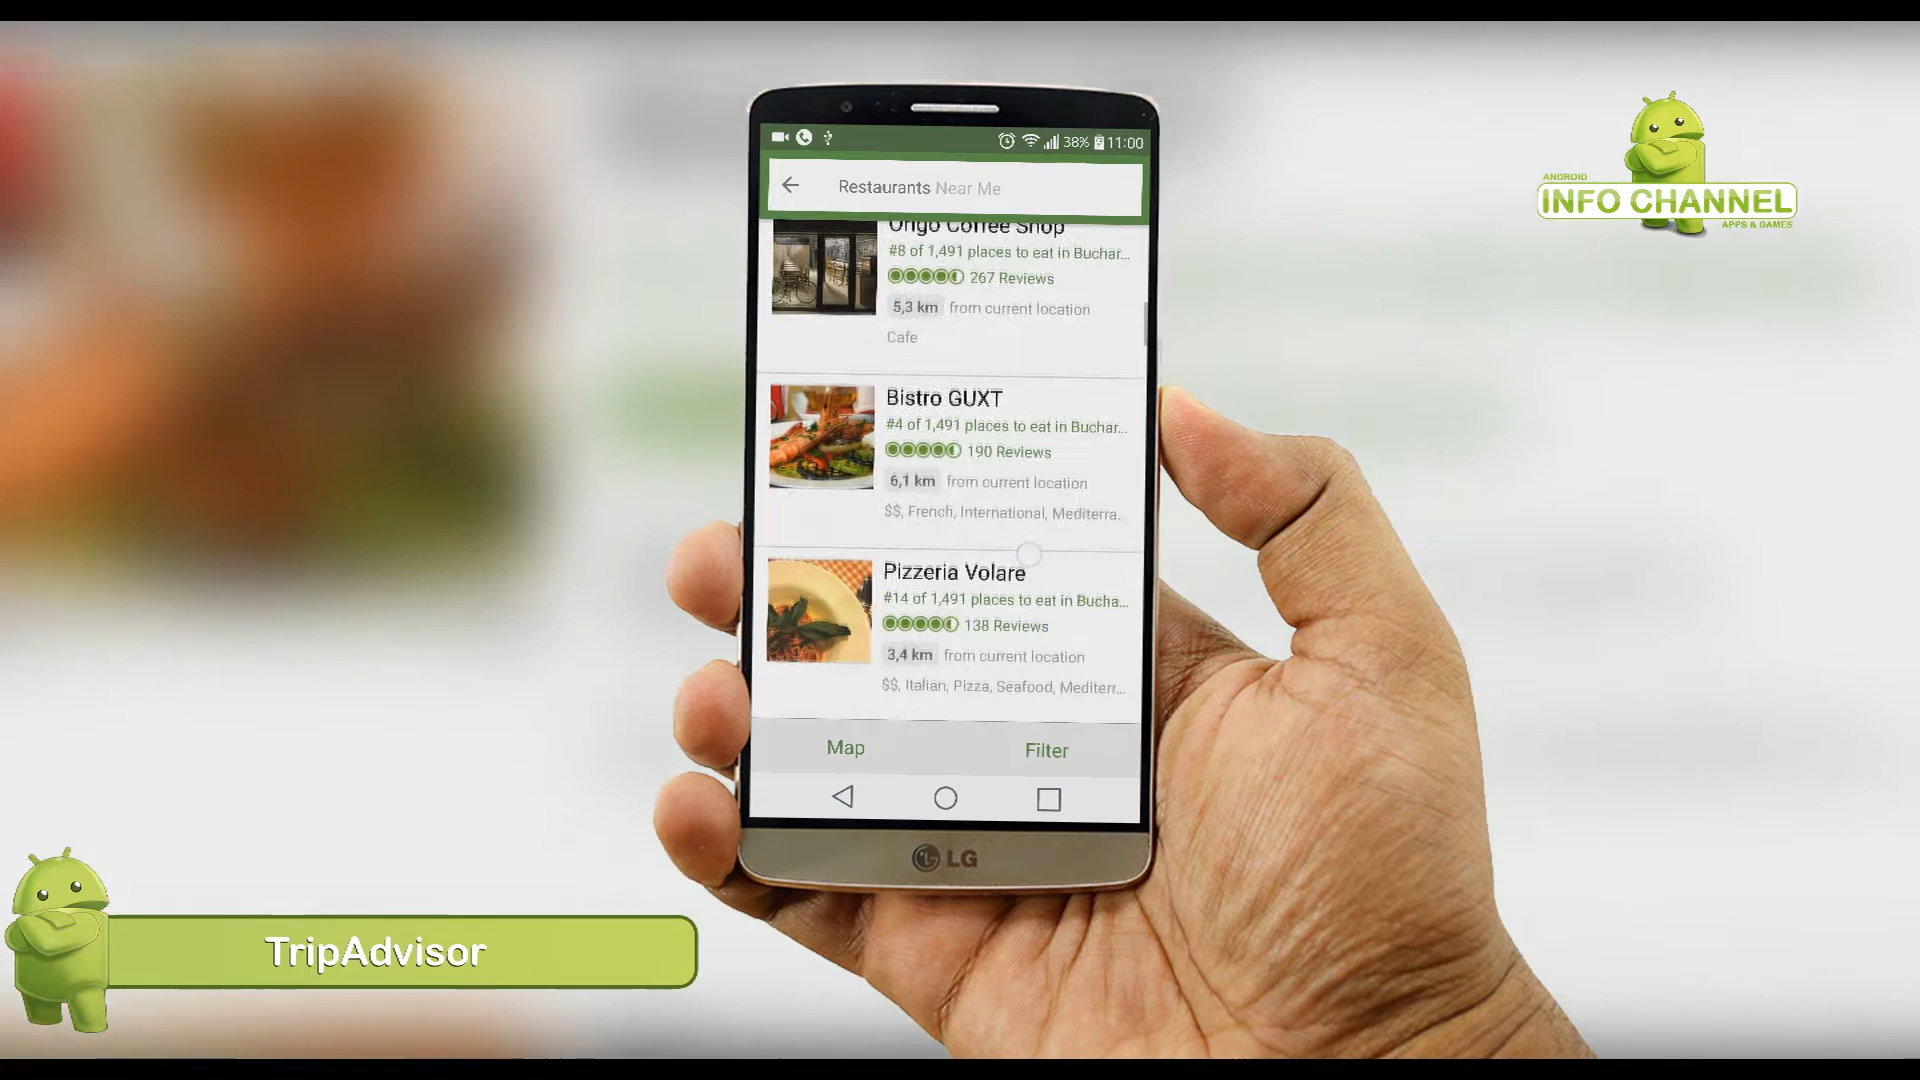 38% 11:00
Restaurants Near Me
Origo Coffee Shop
#8 of 1,491 places to eat in Buchar...
267 Reviews
5,3 km from current location
Cafe
Bistro GUXT
#4 of 1,491 places to eat in Buchar...
190 Reviews
6,1 km from current location
$$, French, International, Mediterra...
Pizzeria Volare
#14 of 1,491 places to eat in Bucha...
138 Reviews
3,4 km from current location
$$, Italian, Pizza, Seafood, Mediterr...
Map Filter
LG
ANDROID
INFO CHANNEL
APPS & GAMES
TripAdvisor